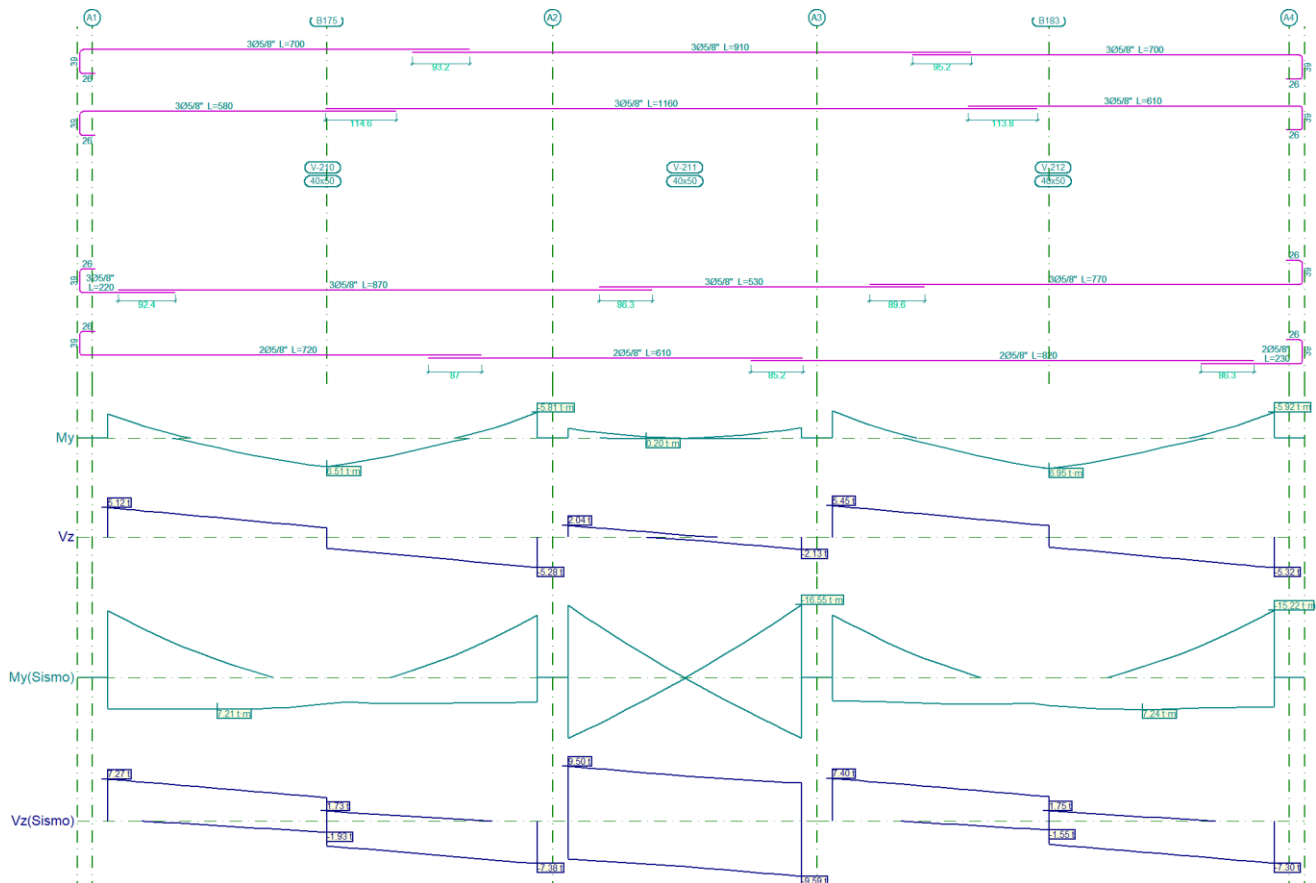 A1 B175 A2 A3 B183 A4
3Ø5/8" L=700 3Ø5/8" L=910 3Ø5/8" L=700
39 26 93.2 95.2 26 39
3Ø5/8" L=580 3Ø5/8" L=1160 3Ø5/8" L=610
39 26 114.6 113.8 26 39
V-210 V-211 V-212
40x50 40x50 40x50
26 26
39 3Ø5/8" L=220 3Ø5/8" L=870 3Ø5/8" L=530 3Ø5/8" L=770 39
92.4 86.3 89.6
26 26
39 2Ø5/8" L=720 2Ø5/8" L=610 2Ø5/8" L=820 2Ø5/8" L=230 39
87 85.2 86.3
-5.81 t·m -5.92 t·m
My
0.20 t·m
6.51 t·m 6.95 t·m
5.12 t 2.04 t 5.45 t
Vz
-5.28 t -2.13 t -5.32 t
-16.55 t·m -15.22 t·m
My(Sismo)
7.21 t·m 7.24 t·m
7.27 t 9.50 t 7.40 t
1.73 t 1.75 t
Vz(Sismo)
-1.93 t -1.55 t
-7.38 t -9.59 t -7.30 t